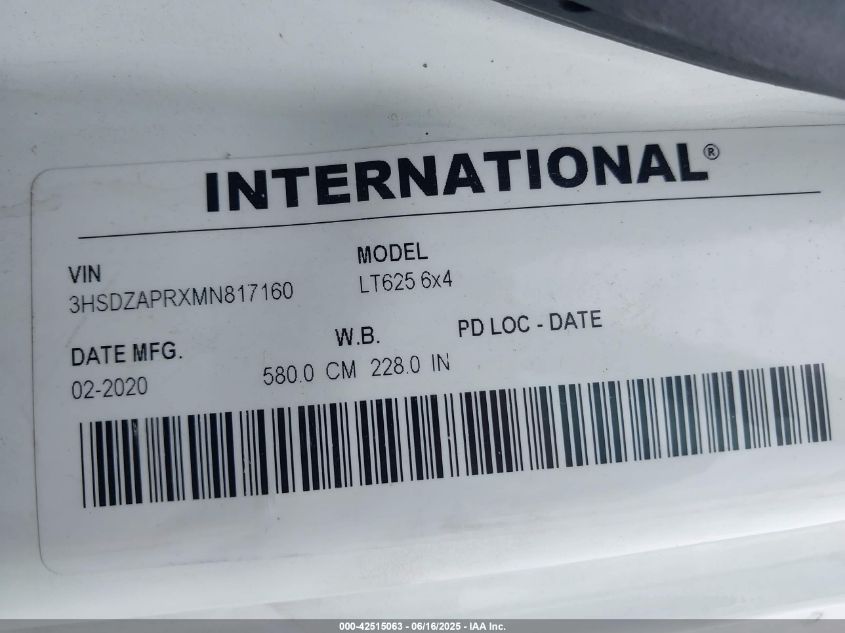 INTERNATIONAL®
VIN
3HSDZAPRXMN817160
MODEL
LT625 6x4
DATE MFG.
02-2020
W.B.
580.0 CM 228.0 IN
PD LOC - DATE
000-42515063 - 06/16/2025 - IAA Inc.